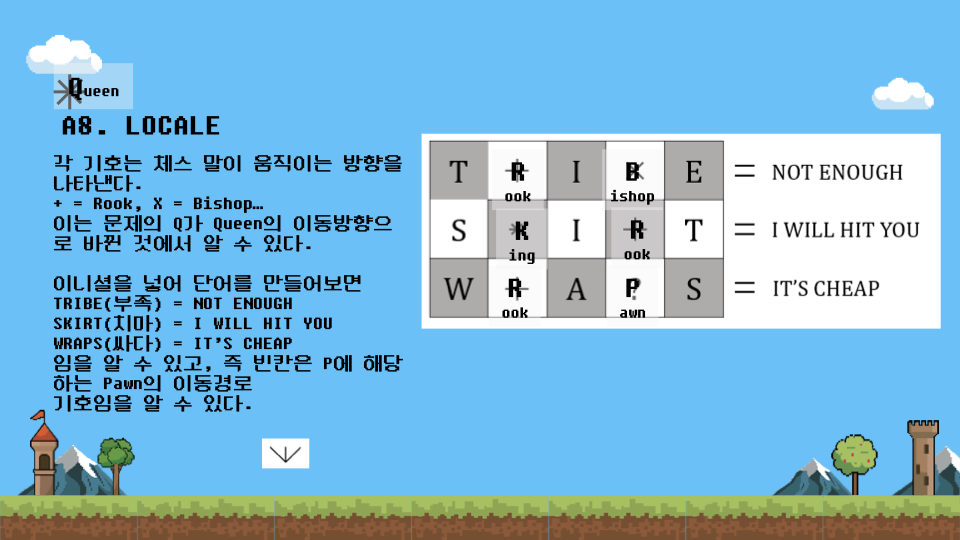 Queen
A8. LOCALE
각 기호는 체스 말이 움직이는 방향을
나타낸다.
+ = Rook, X = Bishop…
이는 문제의 Q가 Queen의 이동방향으
로 바뀐 것에서 알 수 있다.
이니셜을 넣어 단어를 만들어보면
TRIBE(부족) = NOT ENOUGH
SKIRT(치마) = I WILL HIT YOU
WRAPS(싸다) = IT'S CHEAP
임을 알 수 있고, 즉 빈칸은 P에 해당
하는 Pawn의 이동경로
기호임을 알 수 있다.
T Rook I Bishop E = NOT ENOUGH
S King I Rook T = I WILL HIT YOU
W Rook A Pawn S = IT'S CHEAP